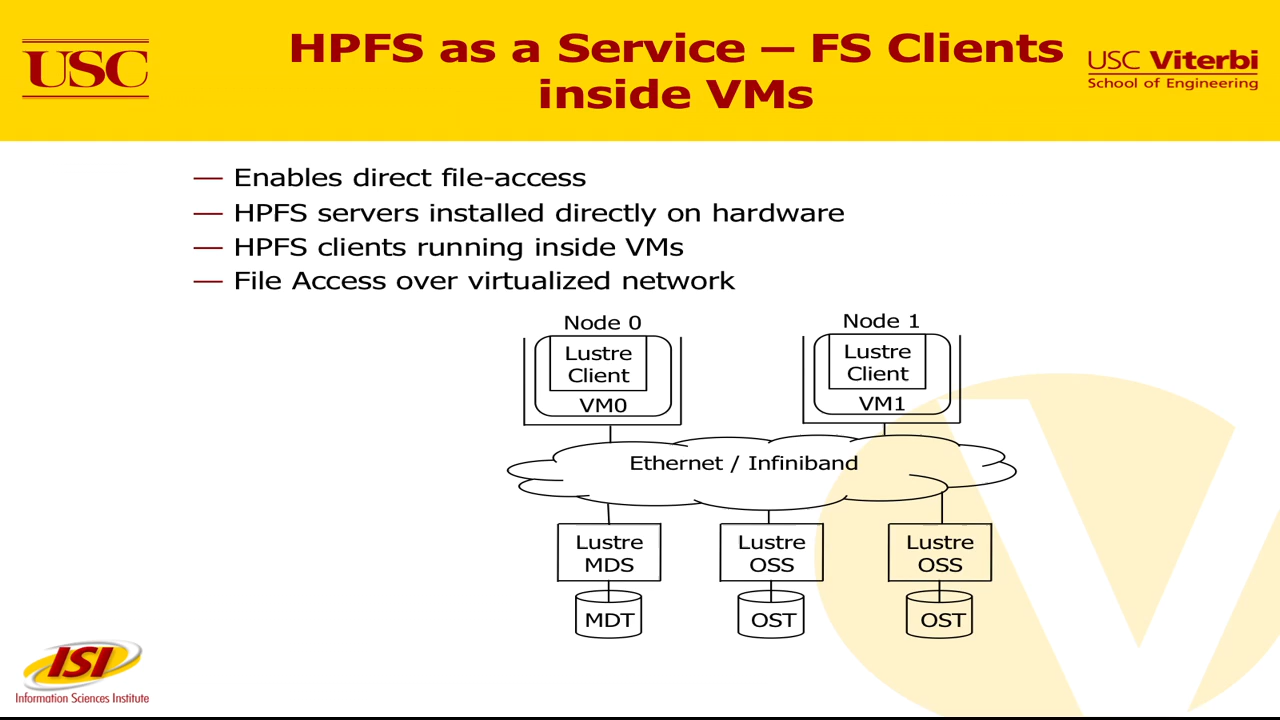 USC
HPFS as a Service – FS Clients
inside VMs
USC Viterbi
School of Engineering
— Enables direct file-access
— HPFS servers installed directly on hardware
— HPFS clients running inside VMs
— File Access over virtualized network
Node 0
Node 1
Lustre
Client
VM0
Lustre
Client
VM1
Ethernet / Infiniband
Lustre
MDS
Lustre
OSS
Lustre
OSS
MDT
OST
OST
ISI
Information Sciences Institute